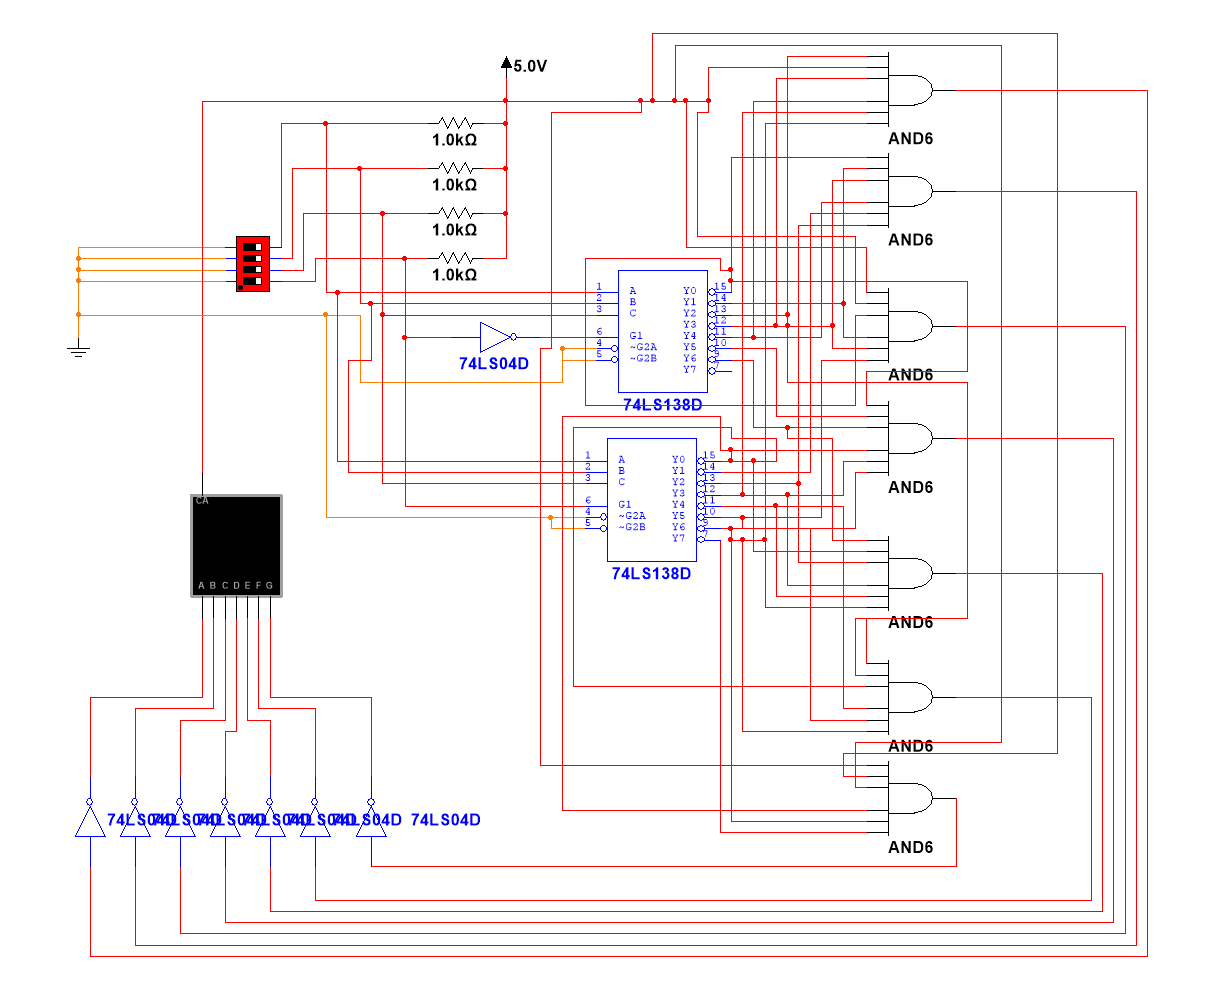 5.0V
1.0kΩ
1.0kΩ
1.0kΩ
1.0kΩ
74LS04D
1 A Y0 15
2 B Y1 14
3 C Y2 13
Y3 12
6 G1 Y4 11
4 ~G2A Y5 10
5 ~G2B Y6 9
Y7 7
74LS138D
1 A Y0 15
2 B Y1 14
3 C Y2 13
Y3 12
6 G1 Y4 11
4 ~G2A Y5 10
5 ~G2B Y6 9
Y7 7
74LS138D
AND6
AND6
AND6
AND6
AND6
AND6
AND6
CA
A B C D E F G
74LS04D
74LS04D
74LS04D
74LS04D
74LS04D
74LS04D
74LS04D